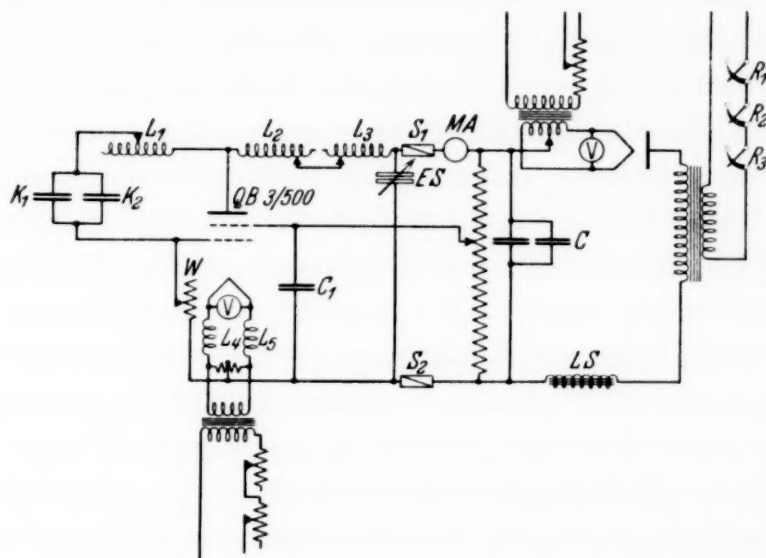 R₁
R₂
R₃
L₁
L₂
L₃
S₁
MA
V
K₁
K₂
QB 3/500
ES
C
W
C₁
V
L₄
L₅
S₂
LS